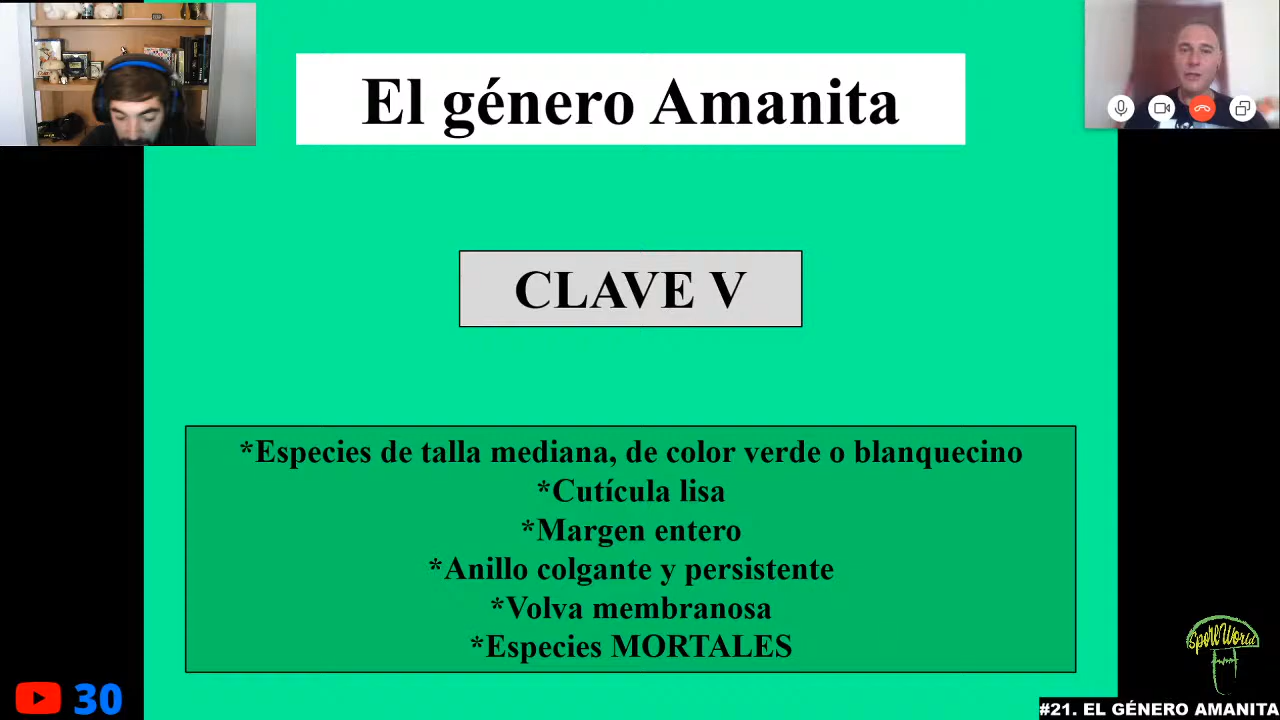 El género Amanita
CLAVE V
*Especies de talla mediana, de color verde o blanquecino
*Cutícula lisa
*Margen entero
*Anillo colgante y persistente
*Volva membranosa
*Especies MORTALES
SporeWorld
30
#21. EL GÉNERO AMANITA